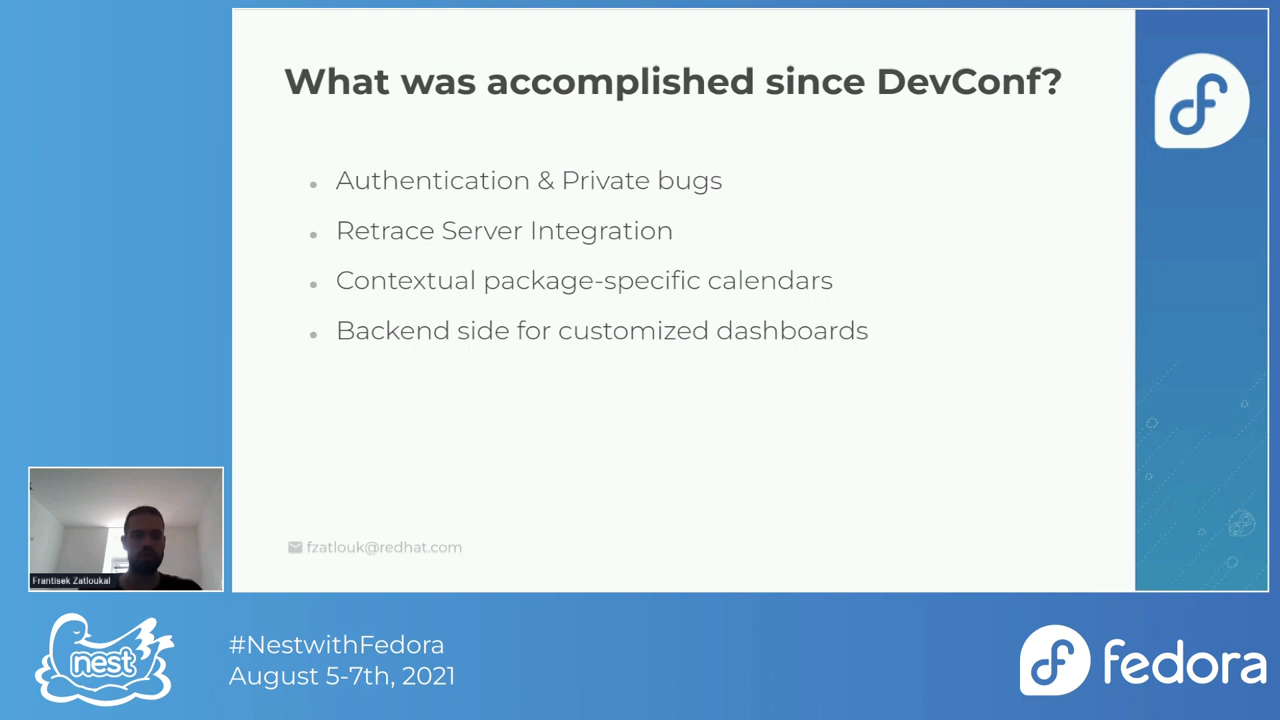 What was accomplished since DevConf?
Authentication & Private bugs
Retrace Server Integration
Contextual package-specific calendars
Backend side for customized dashboards
fzatlouk@redhat.com
Frantisek Zatloukal
nest
#NestwithFedora
August 5-7th, 2021
fedora